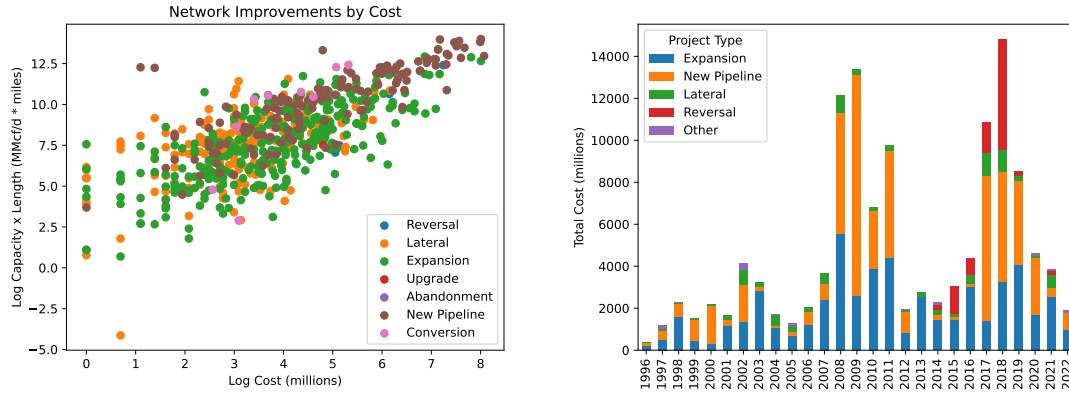 Network Improvements by Cost
Log Capacity x Length (MMcf/d * miles)
12.5
10.0
7.5
5.0
2.5
0.0
−2.5
−5.0
0 1 2 3 4 5 6 7 8
Log Cost (millions)
Reversal
Lateral
Expansion
Upgrade
Abandonment
New Pipeline
Conversion
Total Cost (millions)
14000
12000
10000
8000
6000
4000
2000
0
Project Type
Expansion
New Pipeline
Lateral
Reversal
Other
1996
1997
1998
1999
2000
2001
2002
2003
2004
2005
2006
2007
2008
2009
2010
2011
2012
2013
2014
2015
2016
2017
2018
2019
2020
2021
2022